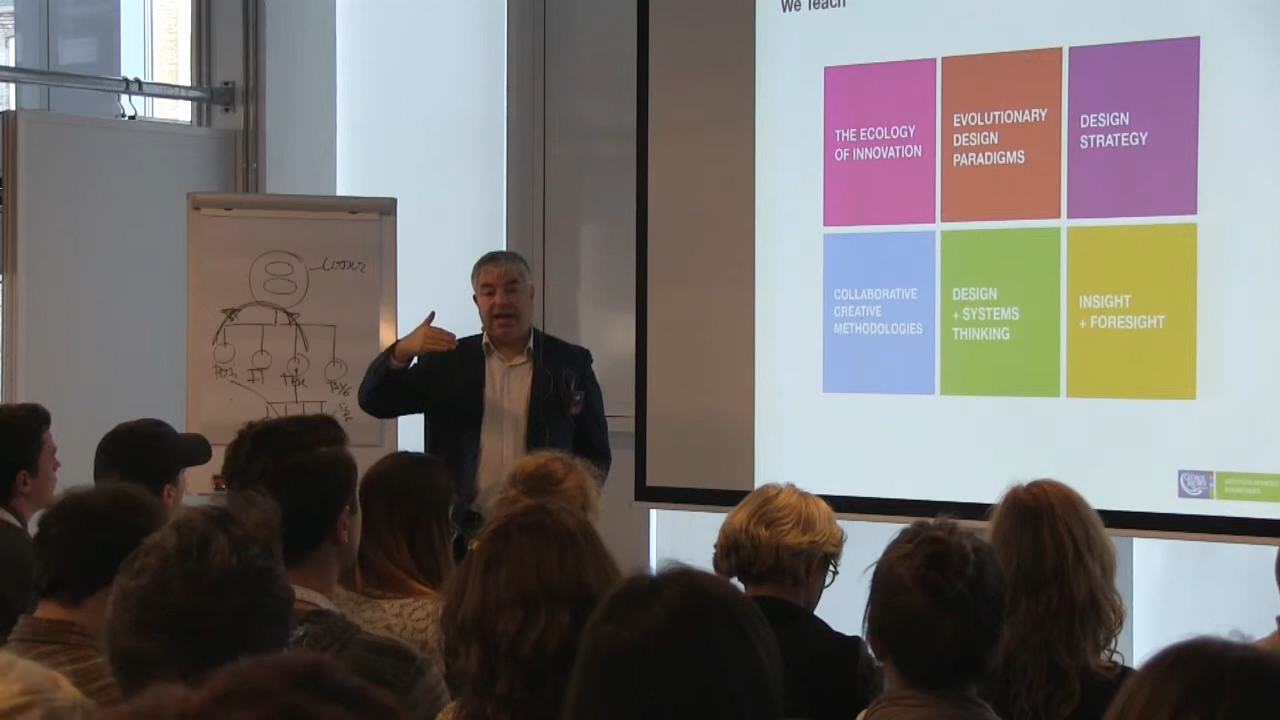 We Teach
THE ECOLOGY
OF INNOVATION
EVOLUTIONARY
DESIGN
PARADIGMS
DESIGN
STRATEGY
COLLABORATIVE
CREATIVE
METHODOLOGIES
DESIGN
+ SYSTEMS
THINKING
INSIGHT
+ FORESIGHT
IT